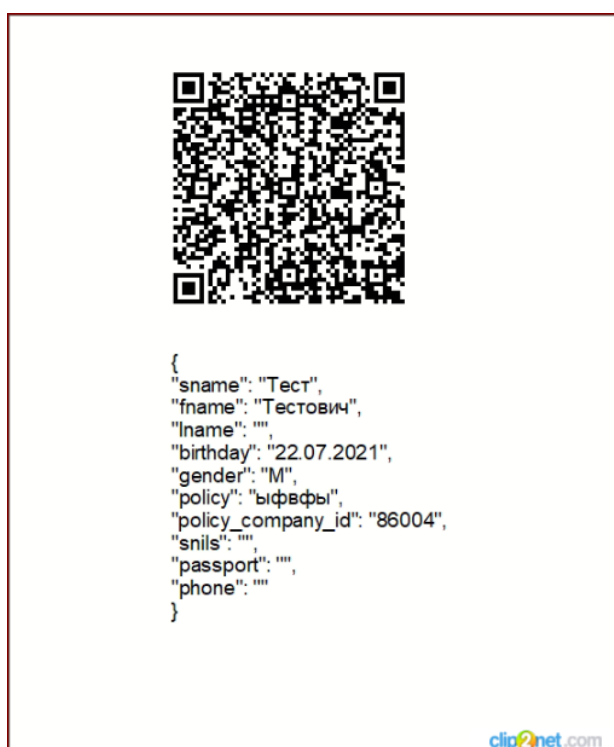 {
"sname": "Тест",
"fname": "Тестович",
"lname": "",
"birthday": "22.07.2021",
"gender": "М",
"policy": "ыфвфы",
"policy_company_id": "86004",
"snils": "",
"passport": "",
"phone": ""
}
clip2net.com